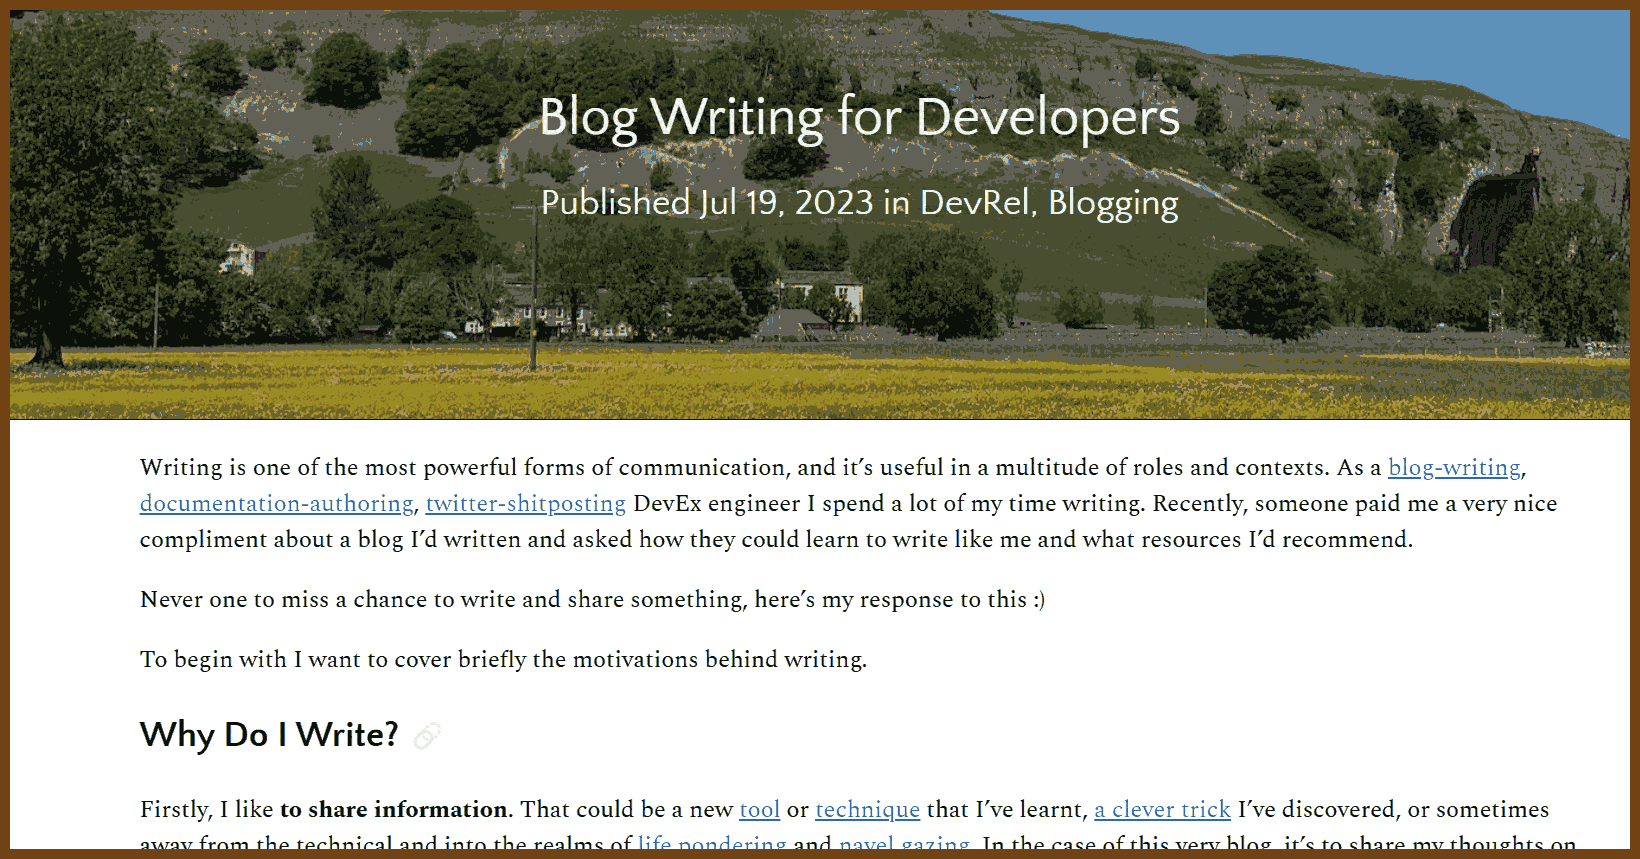 Blog Writing for Developers
Published Jul 19, 2023 in DevRel, Blogging
Writing is one of the most powerful forms of communication, and it’s useful in a multitude of roles and contexts. As a blog-writing,
documentation-authoring, twitter-shitposting DevEx engineer I spend a lot of my time writing. Recently, someone paid me a very nice
compliment about a blog I’d written and asked how they could learn to write like me and what resources I’d recommend.
Never one to miss a chance to write and share something, here’s my response to this :)
To begin with I want to cover briefly the motivations behind writing.
Why Do I Write?
Firstly, I like to share information. That could be a new tool or technique that I’ve learnt, a clever trick I’ve discovered, or sometimes
away from the technical and into the realms of life pondering and navel gazing. In the case of this very blog, it’s to share my thoughts on